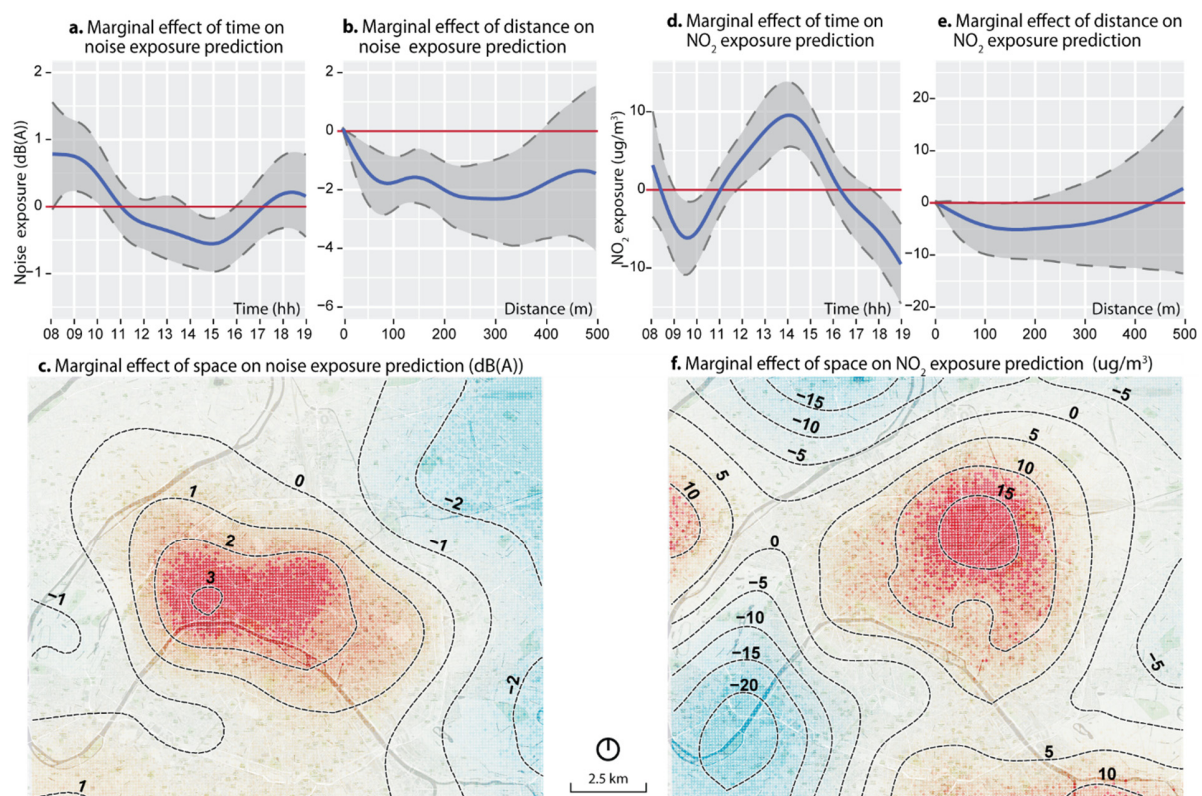 a. Marginal effect of time on
noise exposure prediction
2
1
0
−1
Noise exposure (dB(A))
Time (hh)
08 09 10 11 12 13 14 15 16 17 18 19
b. Marginal effect of distance on
noise exposure prediction
2
0
−2
−4
−6
Distance (m)
0 100 200 300 400 500
d. Marginal effect of time on
NO2 exposure prediction
10
0
−10
NO2 exposure (ug/m³)
Time (hh)
08 09 10 11 12 13 14 15 16 17 18 19
e. Marginal effect of distance on
NO2 exposure prediction
20
10
0
−10
−20
Distance (m)
0 100 200 300 400 500
c. Marginal effect of space on noise exposure prediction (dB(A))
0
1
2
3
−2
−1
−1
−2
1
2.5 km
f. Marginal effect of space on NO2 exposure prediction (ug/m³)
−15
−10
−5
−5
0
5
10
15
5
10
0
−5
−10
−15
−20
−5
5
10